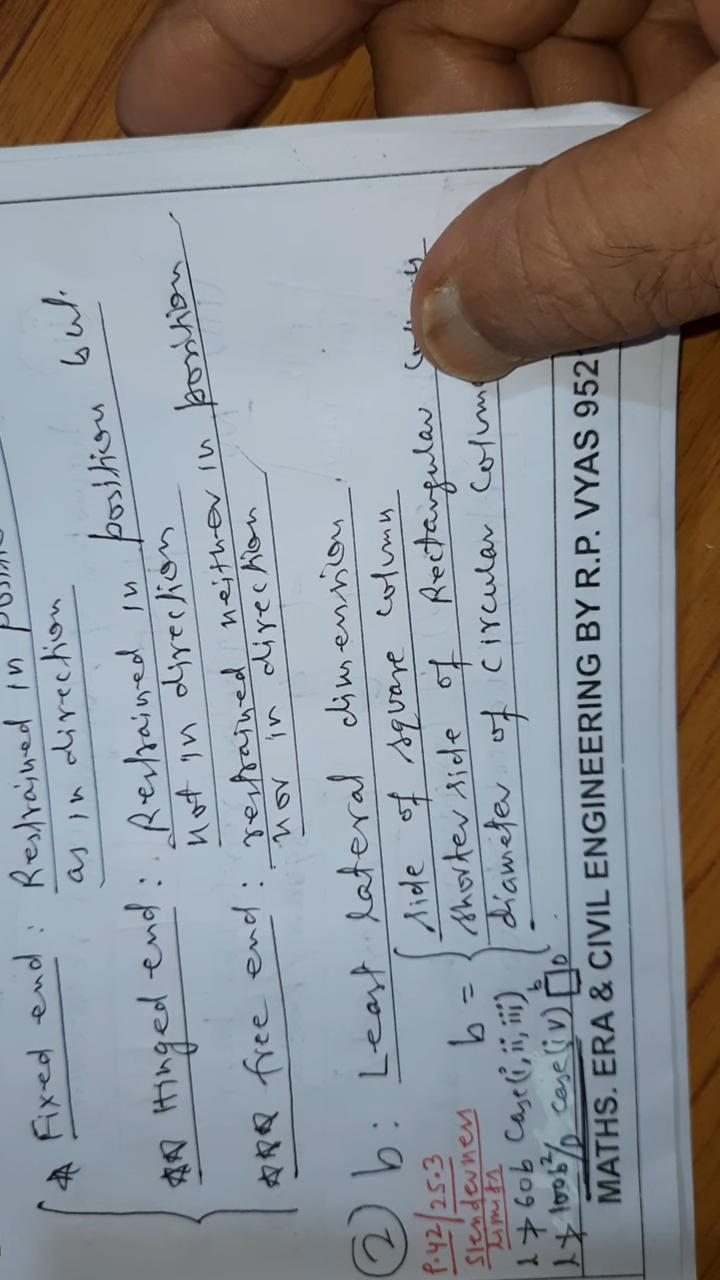 ☆ Fixed end : Restrained in
as in direction
☆☆ Hinged end : Restrained in position but
not in direction
☆☆☆ free end : restrained neither in position
nor in direction
② b : Least lateral dimension
b = { side of square column
shorter side of Rectangular
diameter of circular column
P.42/25.3
Slenderness
Limits
l ≯ 60b case(i, ii, iii)
l ≯ 100b²/D case(iv) b D
MATHS. ERA & CIVIL ENGINEERING BY R.P. VYAS 952